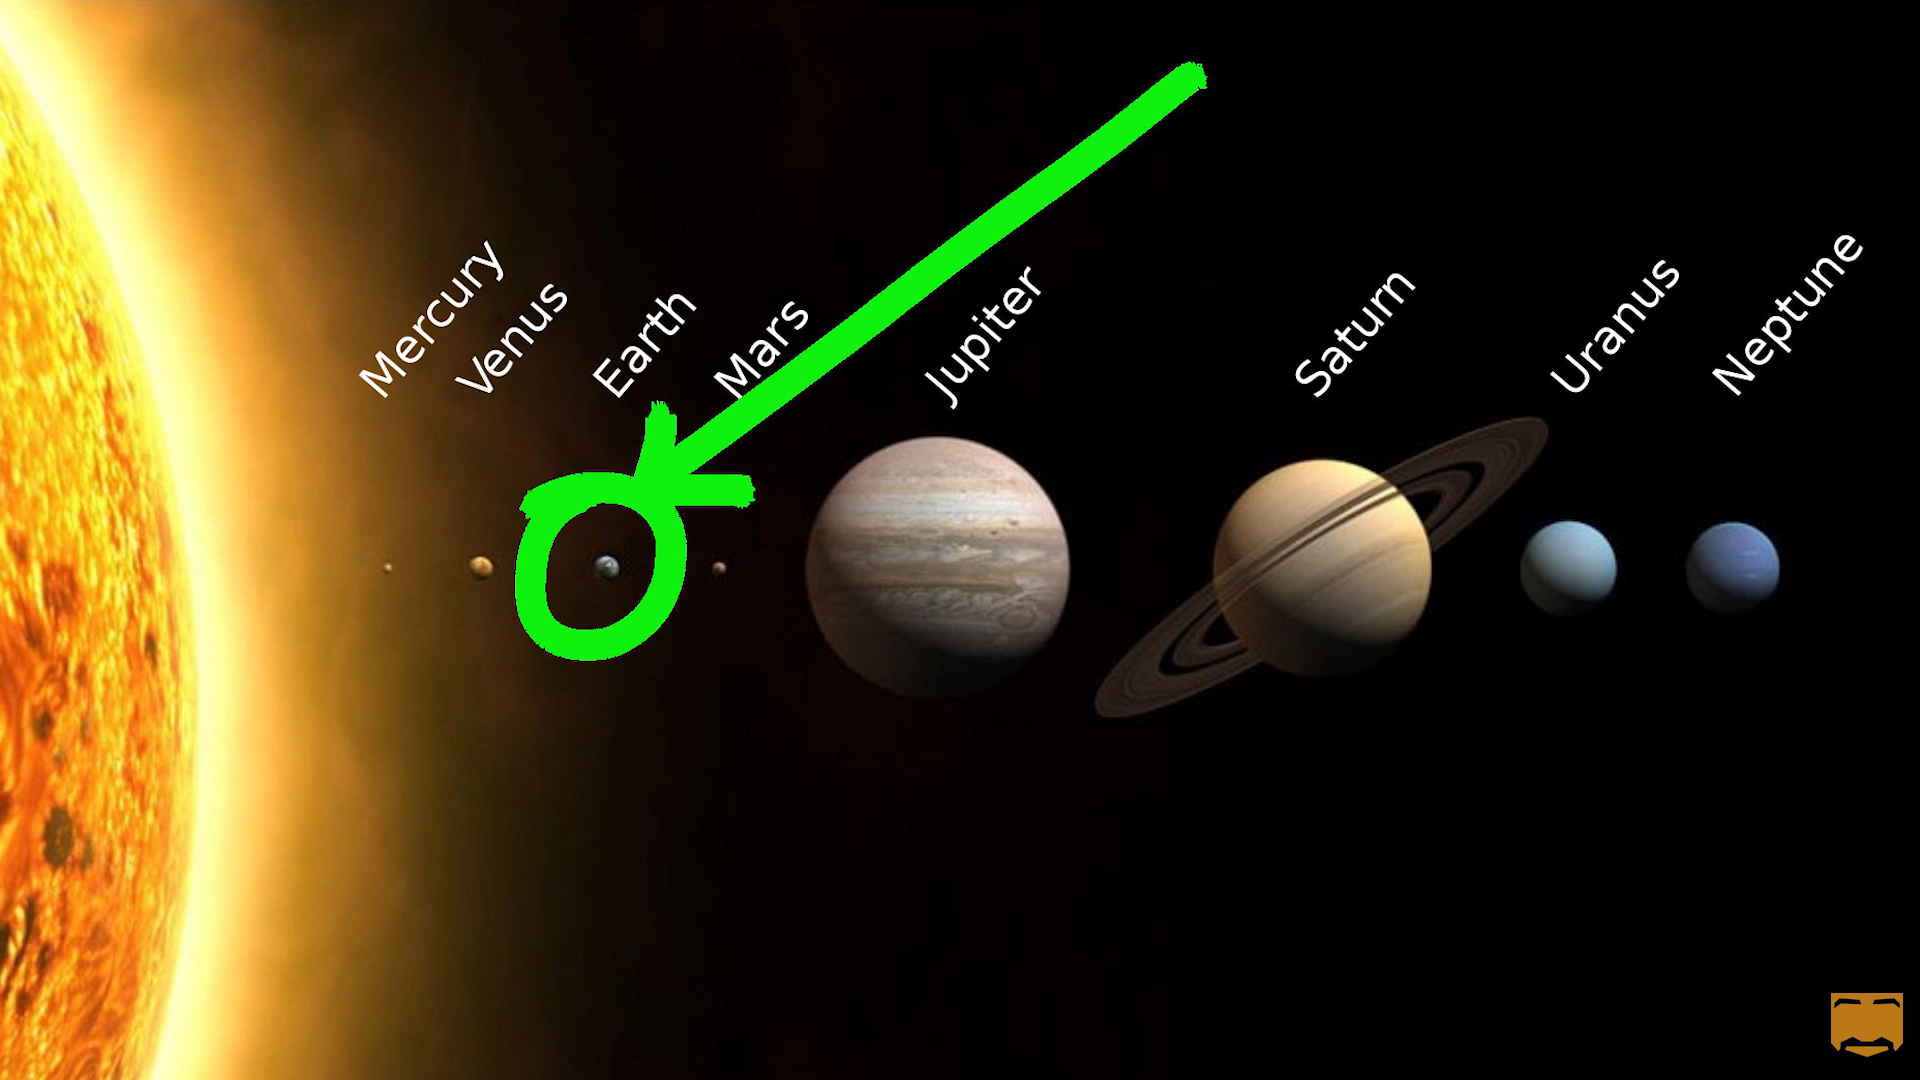 Mercury
Venus
Earth
Mars
Jupiter
Saturn
Uranus
Neptune